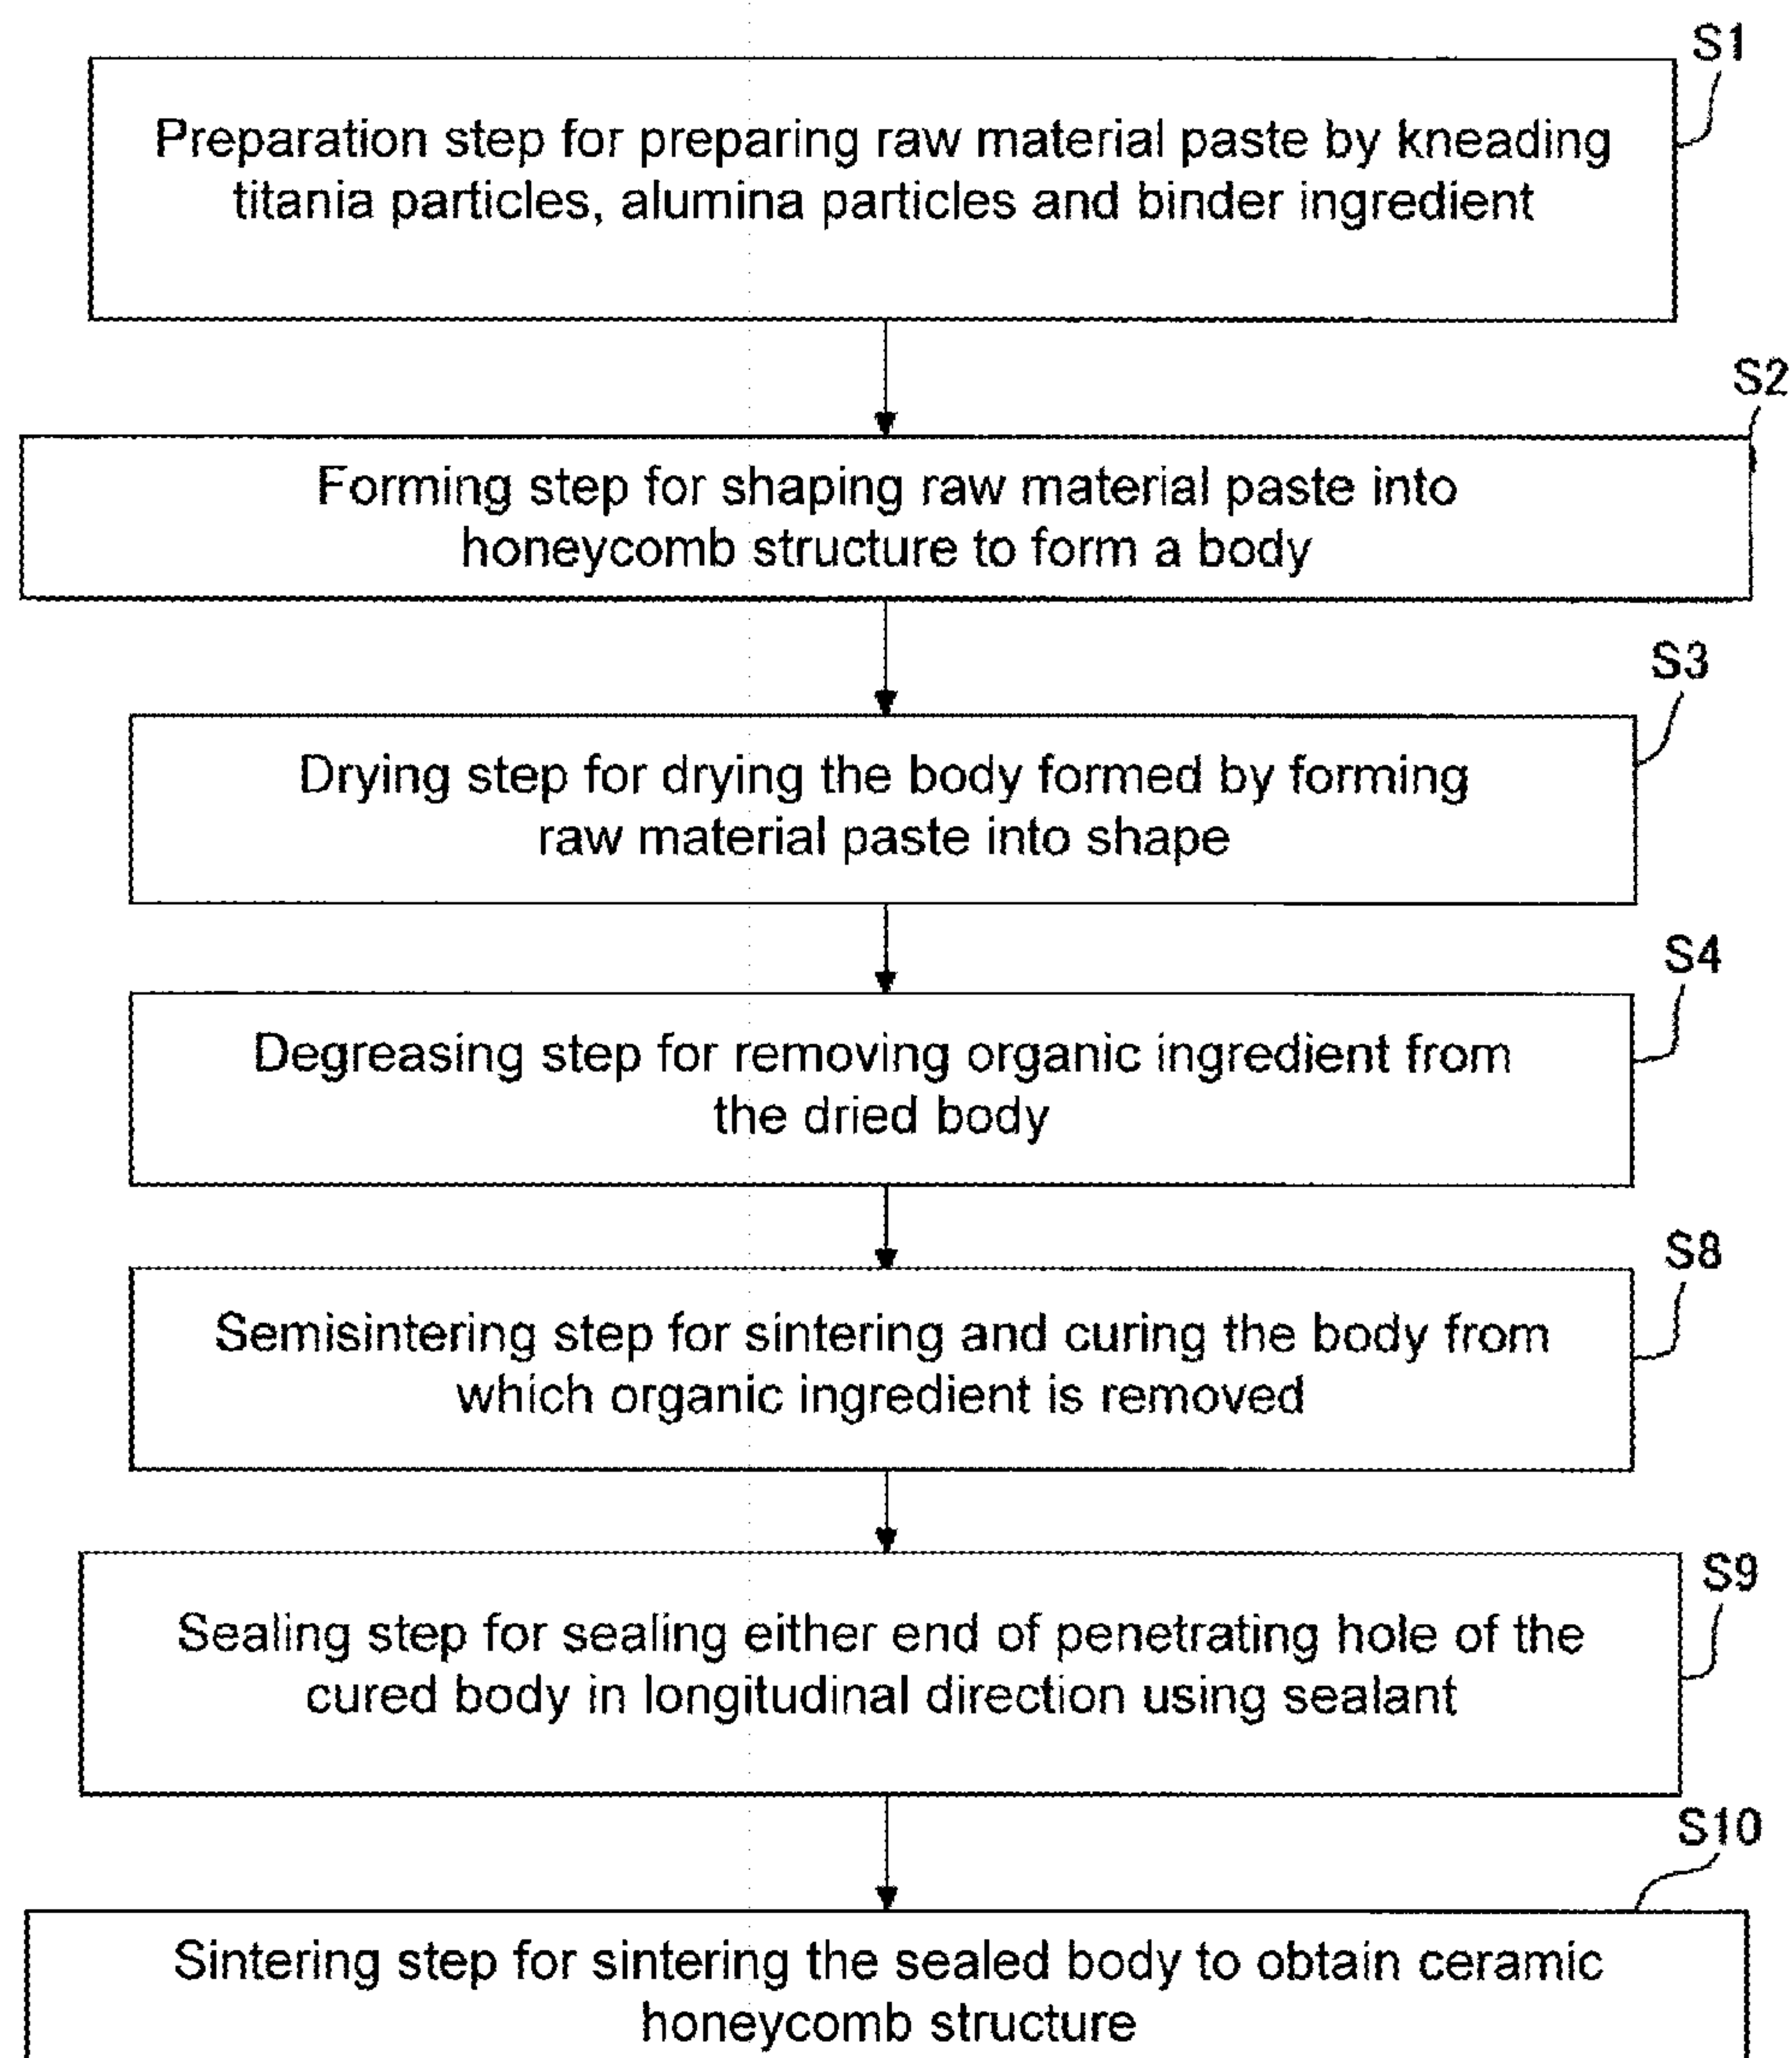 S1
Preparation step for preparing raw material paste by kneading
titania particles, alumina particles and binder ingredient
S2
Forming step for shaping raw material paste into
honeycomb structure to form a body
S3
Drying step for drying the body formed by forming
raw material paste into shape
S4
Degreasing step for removing organic ingredient from
the dried body
S8
Semisintering step for sintering and curing the body from
which organic ingredient is removed
S9
Sealing step for sealing either end of penetrating hole of the
cured body in longitudinal direction using sealant
S10
Sintering step for sintering the sealed body to obtain ceramic
honeycomb structure